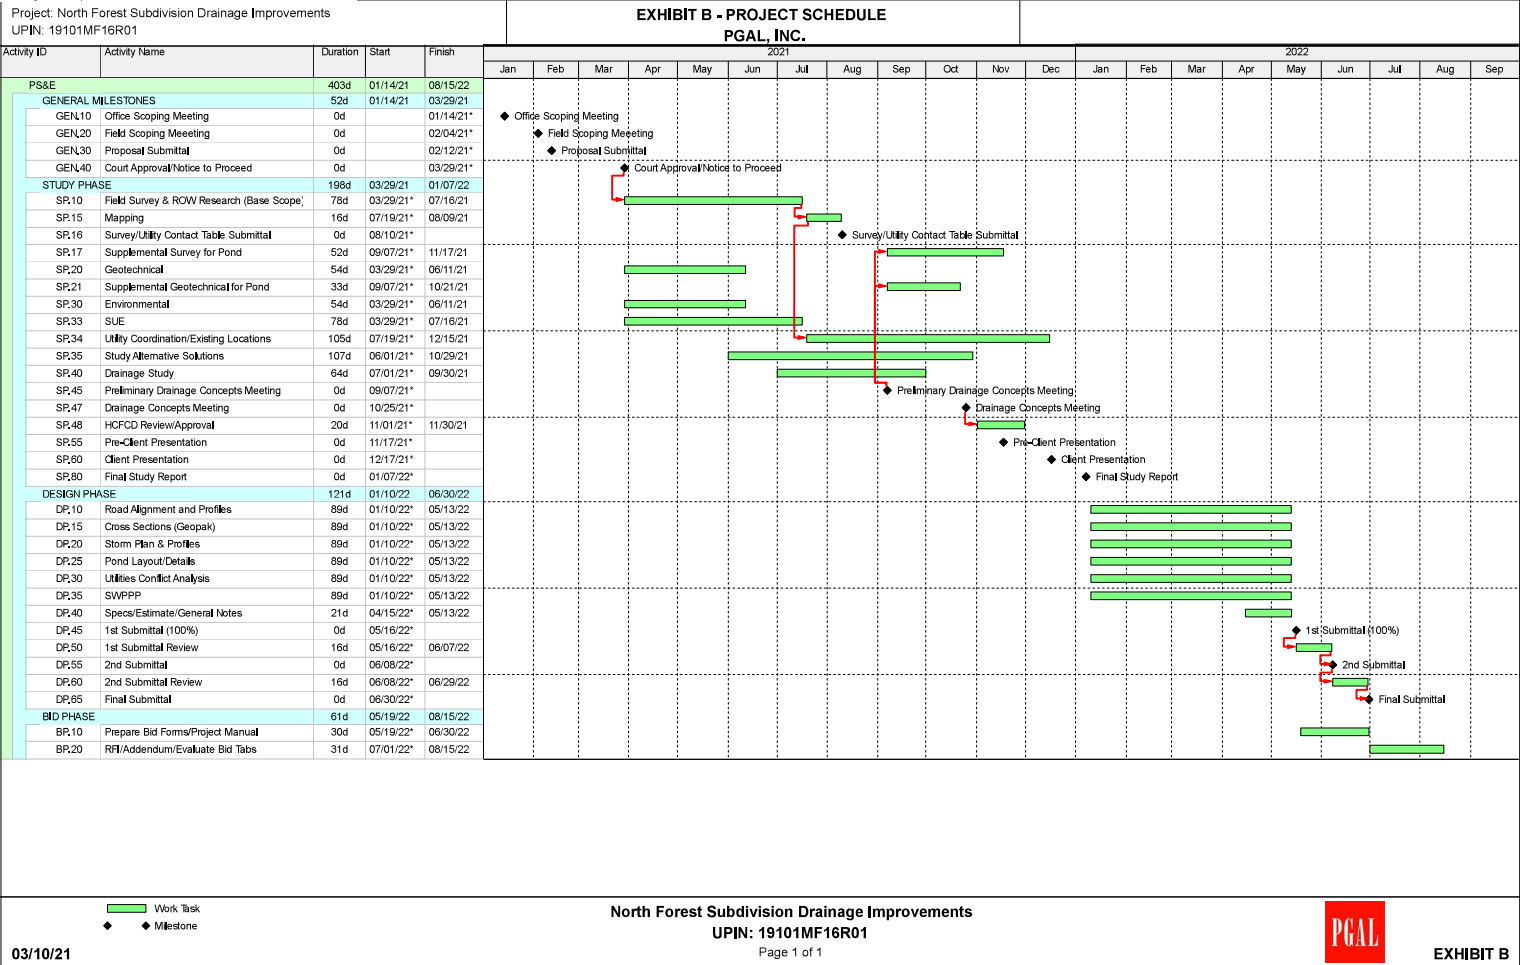 Project: North Forest Subdivision Drainage Improvements
UPIN: 19101MF16R01
EXHIBIT B - PROJECT SCHEDULE
PGAL, INC.
Activity ID Activity Name Duration Start Finish 2021 2022
Jan Feb Mar Apr May Jun Jul Aug Sep Oct Nov Dec Jan Feb Mar Apr May Jun Jul Aug Sep
PS&E 403d 01/14/21 08/15/22
GENERAL MILESTONES 52d 01/14/21 03/29/21
GEN.10 Office Scoping Meeting 0d 01/14/21* Office Scoping Meeting
GEN.20 Field Scoping Meeeting 0d 02/04/21* Field Scoping Meeeting
GEN.30 Proposal Submittal 0d 02/12/21* Proposal Submittal
GEN.40 Court Approval/Notice to Proceed 0d 03/29/21* Court Approval/Notice to Proceed
STUDY PHASE 198d 03/29/21 01/07/22
SP.10 Field Survey & ROW Research (Base Scope) 78d 03/29/21* 07/16/21
SP.15 Mapping 16d 07/19/21* 08/09/21
SP.16 Survey/Utility Contact Table Submittal 0d 08/10/21* Survey/Utility Contact Table Submittal
SP.17 Supplemental Survey for Pond 52d 09/07/21* 11/17/21
SP.20 Geotechnical 54d 03/29/21* 06/11/21
SP.21 Supplemental Geotechnical for Pond 33d 09/07/21* 10/21/21
SP.30 Environmental 54d 03/29/21* 06/11/21
SP.33 SUE 78d 03/29/21* 07/16/21
SP.34 Utility Coordination/Existing Locations 105d 07/19/21* 12/15/21
SP.35 Study Alternative Solutions 107d 06/01/21* 10/29/21
SP.40 Drainage Study 64d 07/01/21* 09/30/21
SP.45 Preliminary Drainage Concepts Meeting 0d 09/07/21* Preliminary Drainage Concepts Meeting
SP.47 Drainage Concepts Meeting 0d 10/25/21* Drainage Concepts Meeting
SP.48 HCFCD Review/Approval 20d 11/01/21* 11/30/21
SP.55 Pre-Client Presentation 0d 11/17/21* Pre-Client Presentation
SP.60 Client Presentation 0d 12/17/21* Client Presentation
SP.80 Final Study Report 0d 01/07/22* Final Study Report
DESIGN PHASE 121d 01/10/22 06/30/22
DP.10 Road Alignment and Profiles 89d 01/10/22* 05/13/22
DP.15 Cross Sections (Geopak) 89d 01/10/22* 05/13/22
DP.20 Storm Plan & Profiles 89d 01/10/22* 05/13/22
DP.25 Pond Layout/Details 89d 01/10/22* 05/13/22
DP.30 Utilities Conflict Analysis 89d 01/10/22* 05/13/22
DP.35 SWPPP 89d 01/10/22* 05/13/22
DP.40 Specs/Estimate/General Notes 21d 04/15/22* 05/13/22
DP.45 1st Submittal (100%) 0d 05/16/22* 1st Submittal (100%)
DP.50 1st Submittal Review 16d 05/16/22* 06/07/22
DP.55 2nd Submittal 0d 06/08/22* 2nd Submittal
DP.60 2nd Submittal Review 16d 06/08/22* 06/29/22
DP.65 Final Submittal 0d 06/30/22* Final Submittal
BID PHASE 61d 05/19/22 08/15/22
BP.10 Prepare Bid Forms/Project Manual 30d 05/19/22* 06/30/22
BP.20 RFI/Addendum/Evaluate Bid Tabs 31d 07/01/22* 08/15/22
Work Task
Milestone
03/10/21
North Forest Subdivision Drainage Improvements
UPIN: 19101MF16R01
Page 1 of 1
PGAL
EXHIBIT B